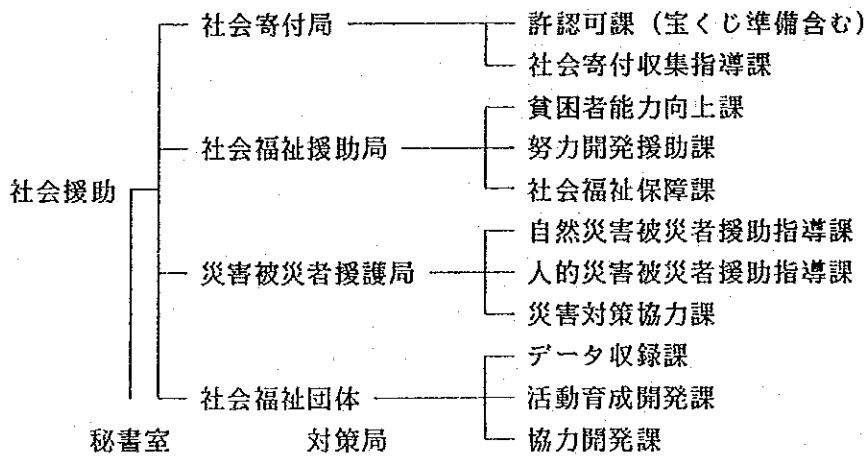 社会寄付局 許認可課(宝くじ準備含む)
社会寄付収集指導課
貧困者能力向上課
社会福祉援助局 努力開発援助課
社会援助 社会福祉保障課
自然災害被災者援助指導課
災害被災者援護局 人的災害被災者援助指導課
災害対策協力課
データ収録課
社会福祉団体 活動育成開発課
秘書室 対策局 協力開発課